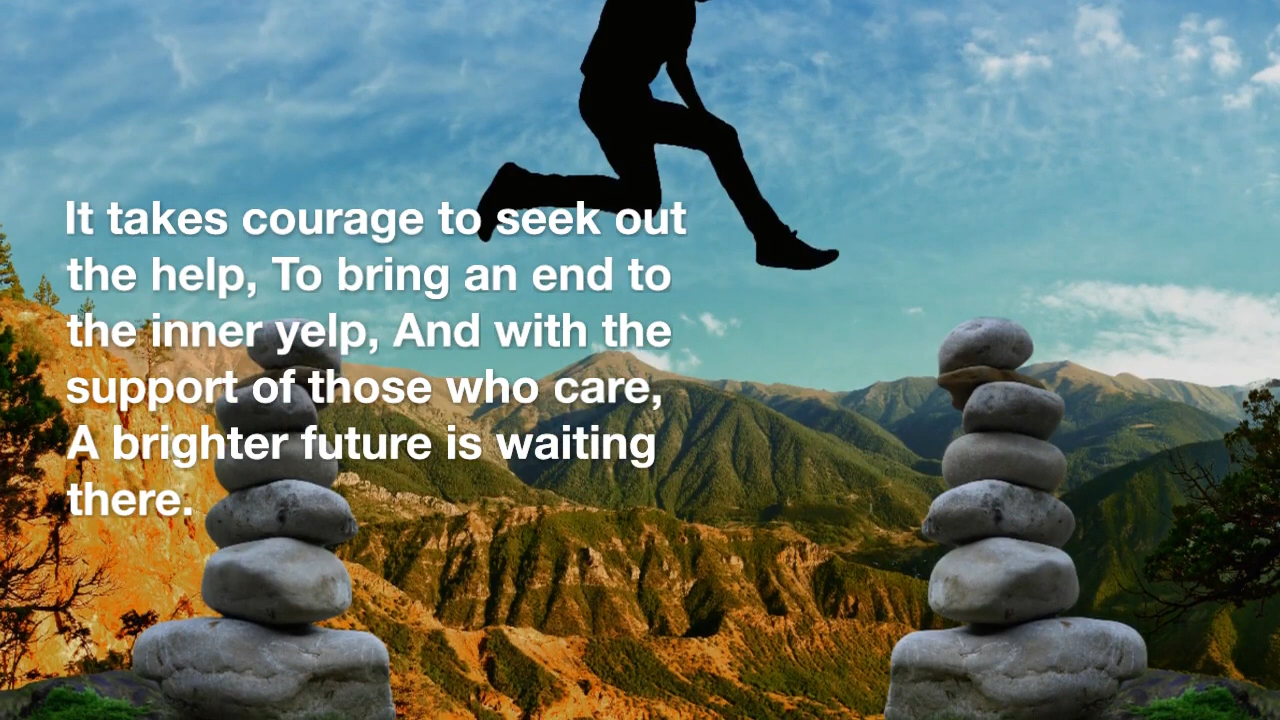 It takes courage to seek out
the help, To bring an end to
the inner yelp, And with the
support of those who care,
A brighter future is waiting
there.